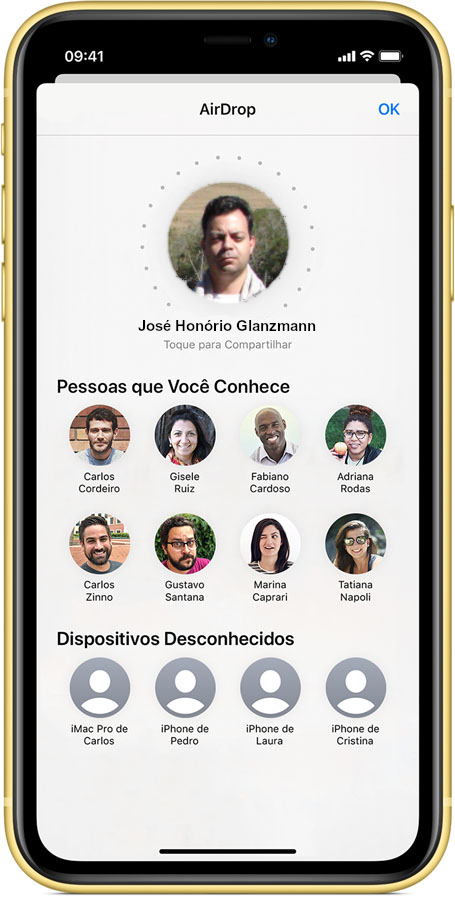 09:41
AirDrop
OK
José Honório Glanzmann
Toque para Compartilhar
Pessoas que Você Conhece
Carlos
Cordeiro
Gisele
Ruiz
Fabiano
Cardoso
Adriana
Rodas
Carlos
Zinno
Gustavo
Santana
Marina
Caprari
Tatiana
Napoli
Dispositivos Desconhecidos
iMac Pro de
Carlos
iPhone de
Pedro
iPhone de
Laura
iPhone de
Cristina